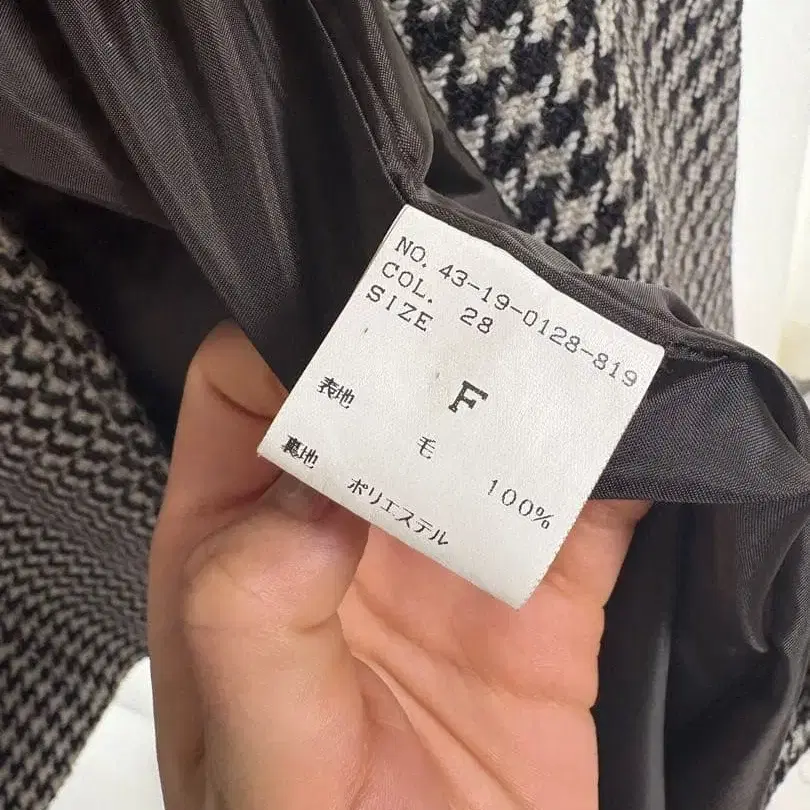 NO. 43-19-0128-819
COL. 28
SIZE
F
表地 毛 100%
裏地 ポリエステル